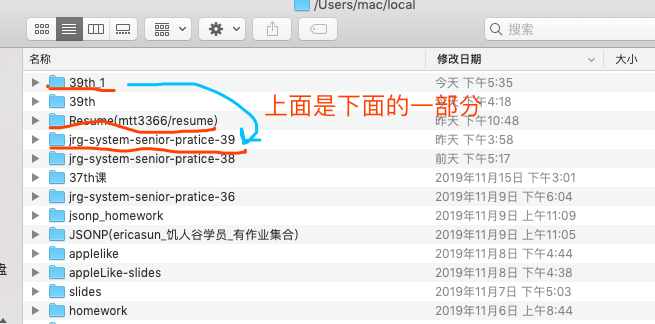 /Users/mac/local
搜索
名称 修改日期 大小
39th_1 今天 下午5:35
39th 下午4:18
上面是下面的一部分
Resume(mtt3366/resume) 昨天 下午10:48
jrg-system-senior-pratice-39 昨天 下午3:58
jrg-system-senior-pratice-38 前天 下午5:17
37th课 2019年11月15日 下午3:01
jrg-system-senior-pratice-36 2019年11月9日 下午6:04
jsonp_homework 2019年11月9日 上午11:09
JSONP(ericasun_饥人谷学员_有作业集合) 2019年11月9日 上午11:05
applelike 2019年11月8日 下午4:44
appleLike-slides 2019年11月8日 下午4:38
盘
slides 2019年11月7日 下午5:03
homework 2019年11月6日 上午8:44